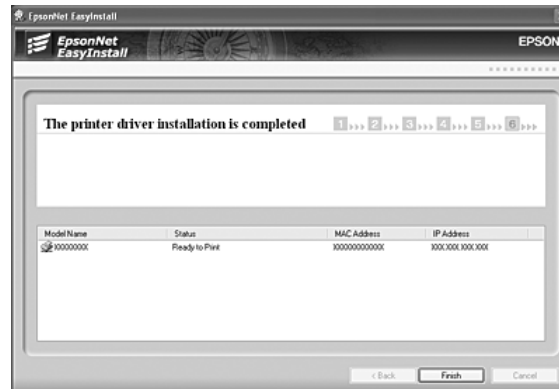 EpsonNet EasyInstall
EpsonNet
EasyInstall
EPSON
The printer driver installation is completed
1 2 3 4 5 6
Model Name Status MAC Address IP Address
XXXXXXXX Ready to Print XXXXXXXXXXXX XXX.XXX.XXX.XXX
< Back Finish Cancel